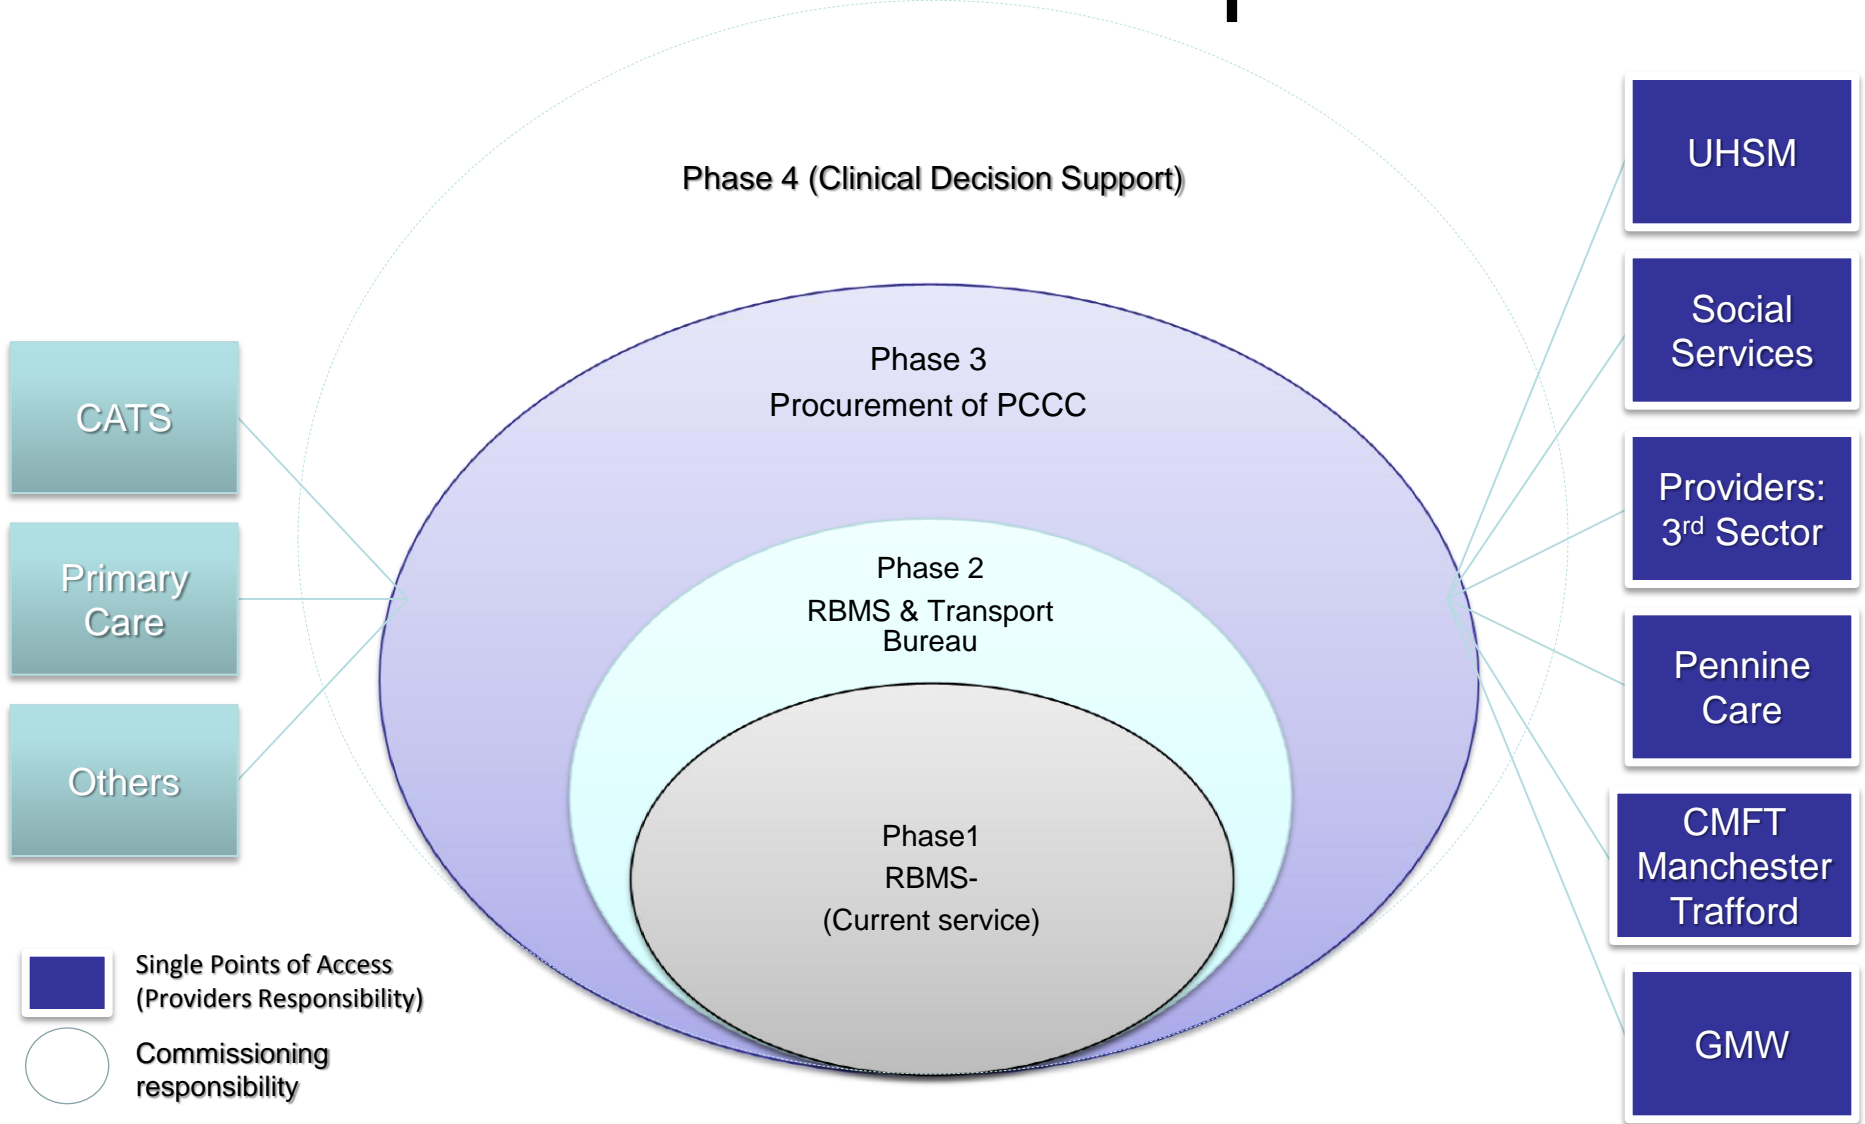 Phase 4 (Clinical Decision Support)
Phase 3
Procurement of PCCC
Phase 2
RBMS & Transport
Bureau
Phase1
RBMS-
(Current service)
CATS
Primary
Care
Others
UHSM
Social
Services
Providers:
3rd Sector
Pennine
Care
CMFT
Manchester
Trafford
GMW
Single Points of Access
(Providers Responsibility)
Commissioning
responsibility